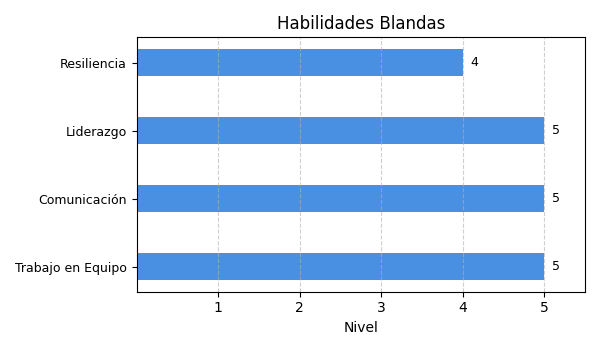 Habilidades Blandas
Resiliencia 4
Liderazgo 5
Comunicación 5
Trabajo en Equipo 5
1 2 3 4 5
Nivel